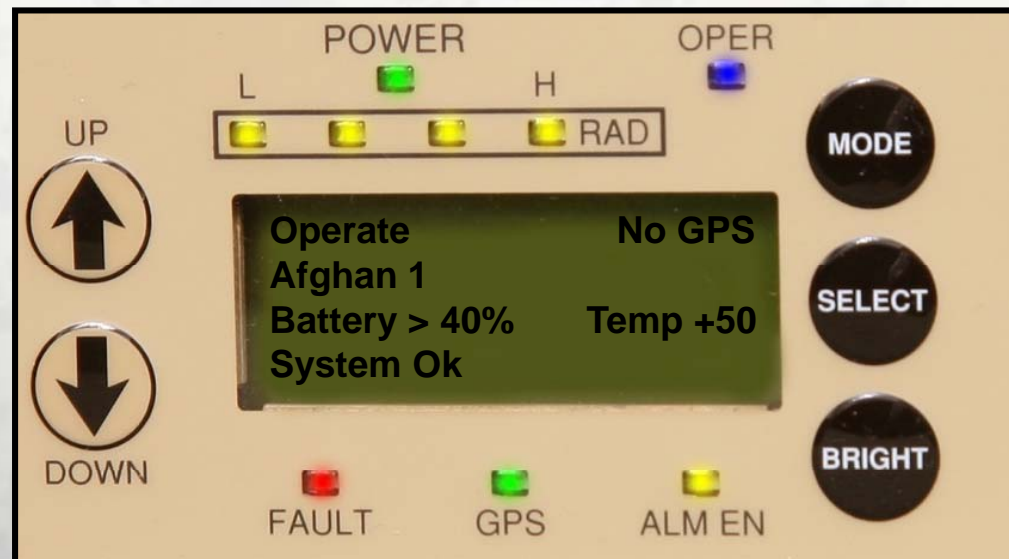 POWER
OPER
L H
UP
RAD
MODE
Operate No GPS
Afghan 1
SELECT
Battery > 40% Temp +50
System Ok
DOWN
BRIGHT
FAULT GPS ALM EN